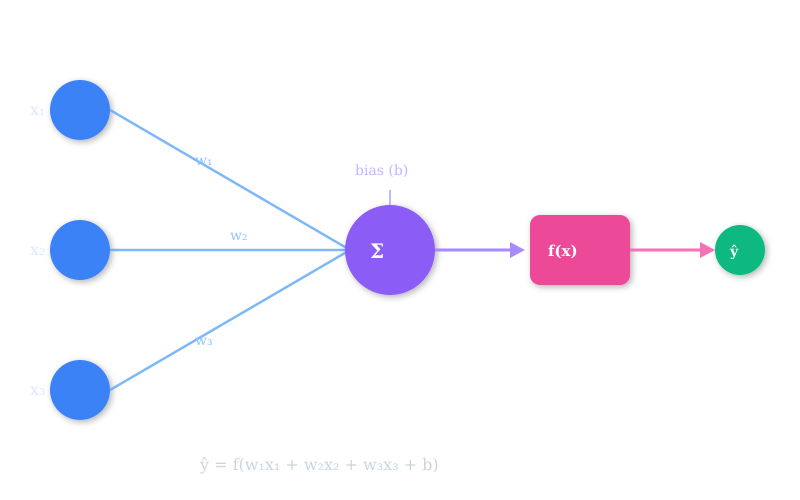 x₁
w₁
bias (b)
w₂
x₂
Σ
f(x)
ŷ
w₃
x₃
ŷ = f(w₁x₁ + w₂x₂ + w₃x₃ + b)